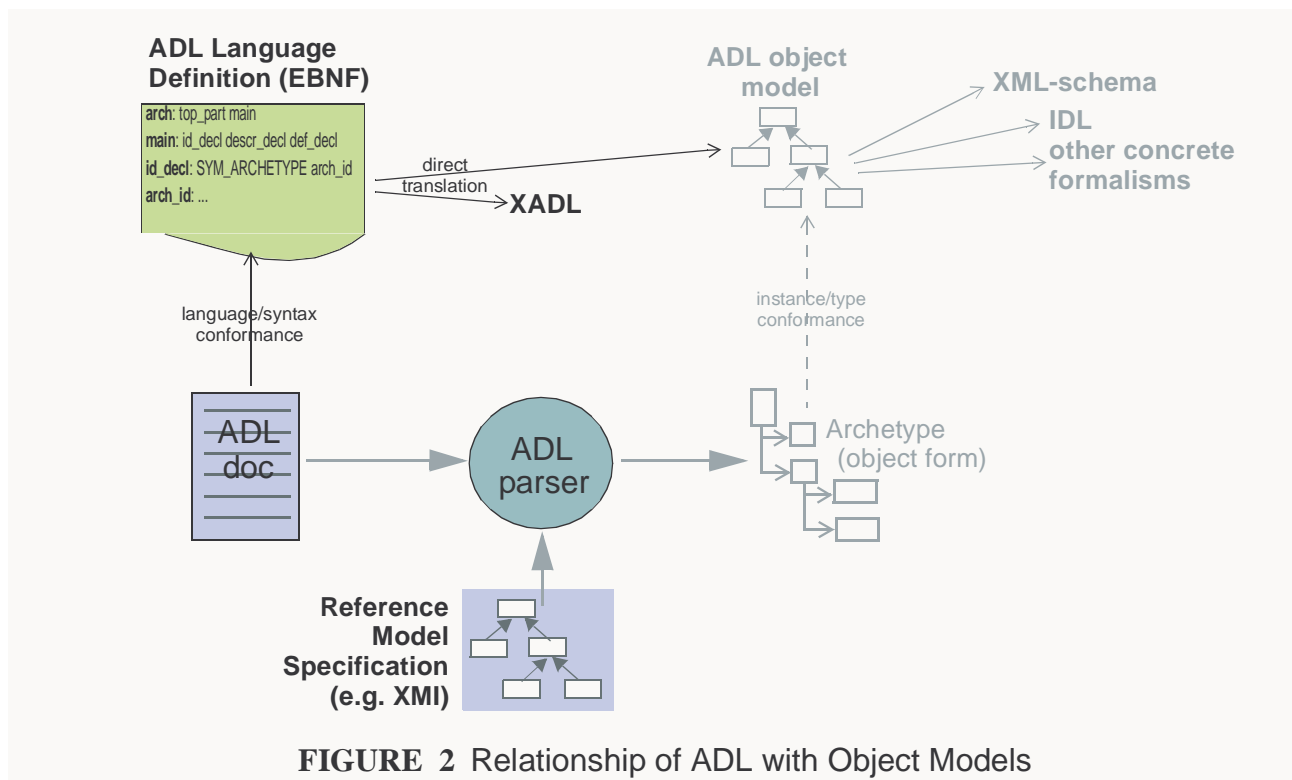 ADL Language
Definition (EBNF)
arch: top_part main
main: id_decl descr_decl def_decl
id_decl: SYM_ARCHETYPE arch_id
arch_id: ...
direct
translation
XADL
ADL object
model
XML-schema
IDL
other concrete
formalisms
language/syntax
conformance
instance/type
conformance
ADL
doc
ADL
parser
Archetype
(object form)
Reference
Model
Specification
(e.g. XMI)
FIGURE 2 Relationship of ADL with Object Models